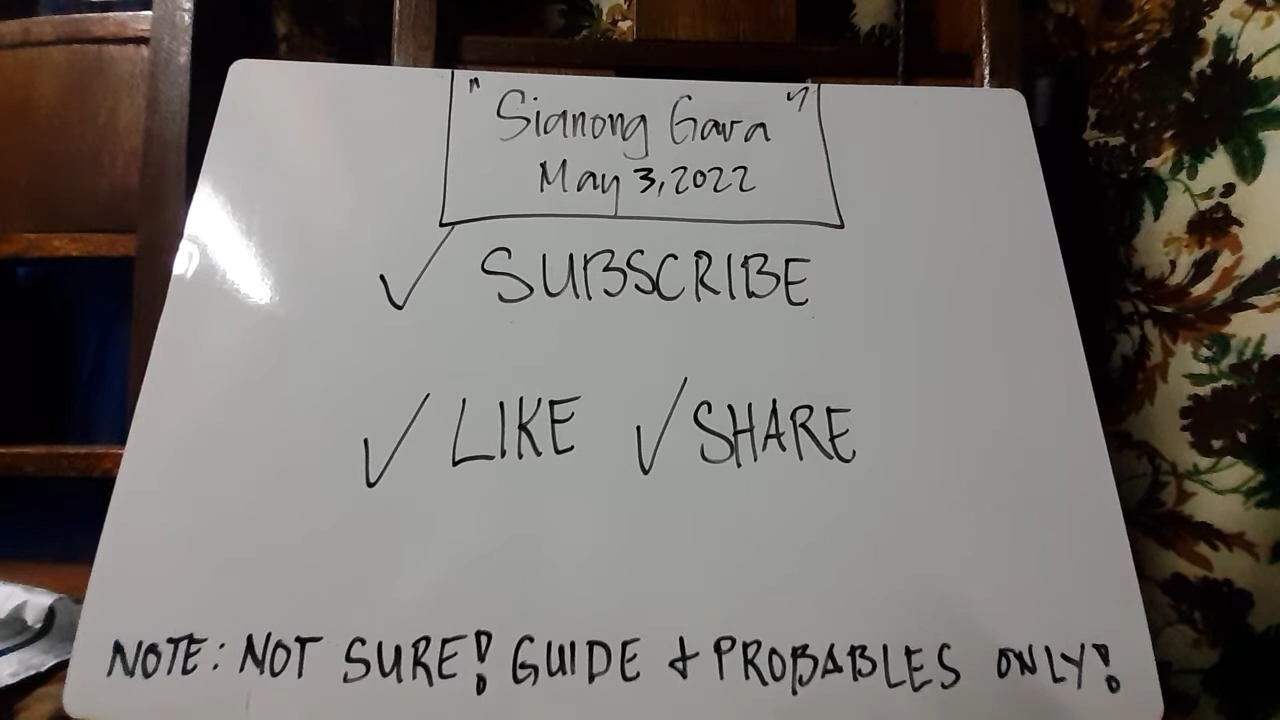 "Sianong Gara"
May 3, 2022
✓ SUBSCRIBE
✓ LIKE ✓ SHARE
NOTE: NOT SURE! GUIDE & PROBABLES ONLY!